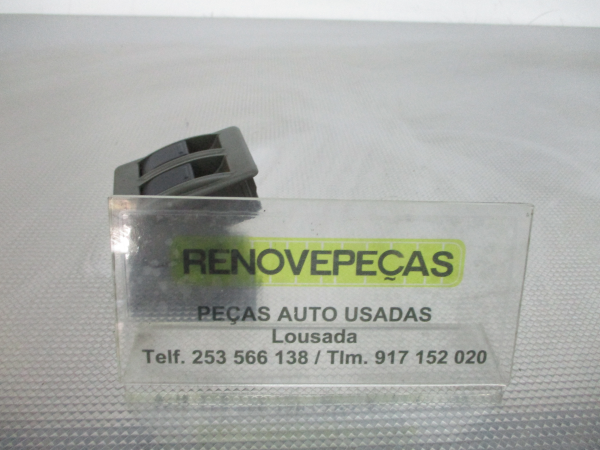 RENOVEPEÇAS
PEÇAS AUTO USADAS
Lousada
Telf. 253 566 138 / Tlm. 917 152 020